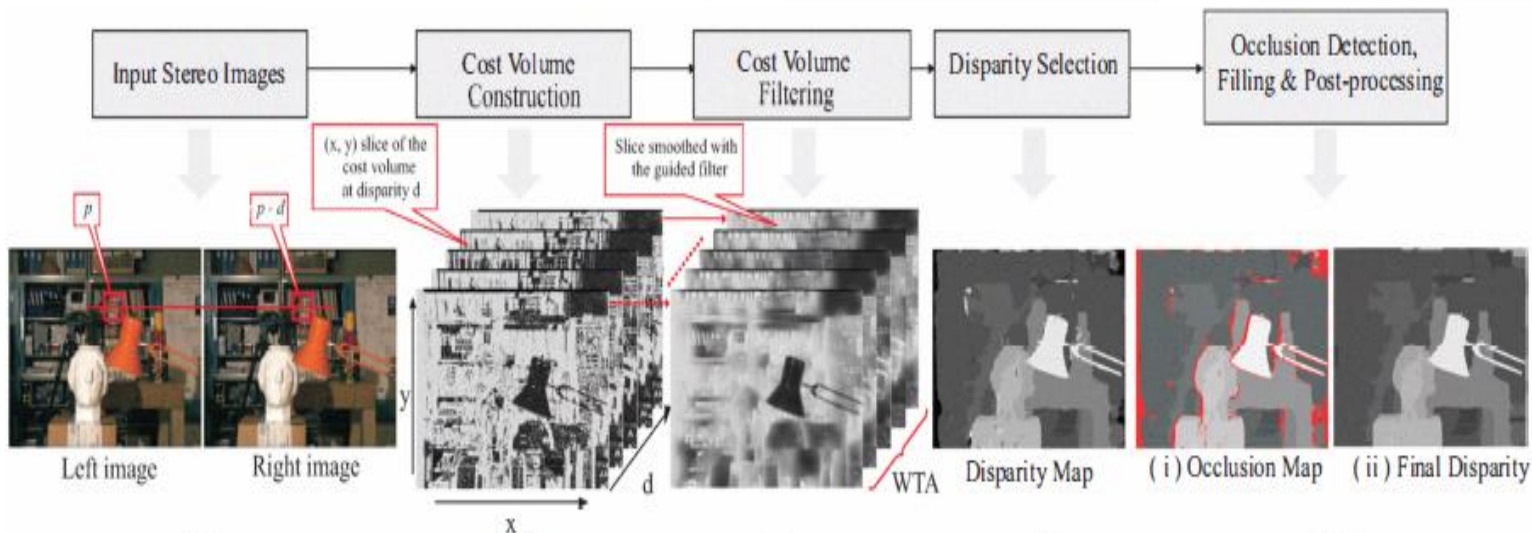 Input Stereo Images
Cost Volume
Construction
Cost Volume
Filtering
Disparity Selection
Occlusion Detection,
Filling & Post-processing
(x, y) slice of the
cost volume
at disparity d
Slice smoothed with
the guided filter
p
p - d
Left image
Right image
y
x
d
WTA
Disparity Map
( i ) Occlusion Map
( ii ) Final Disparity